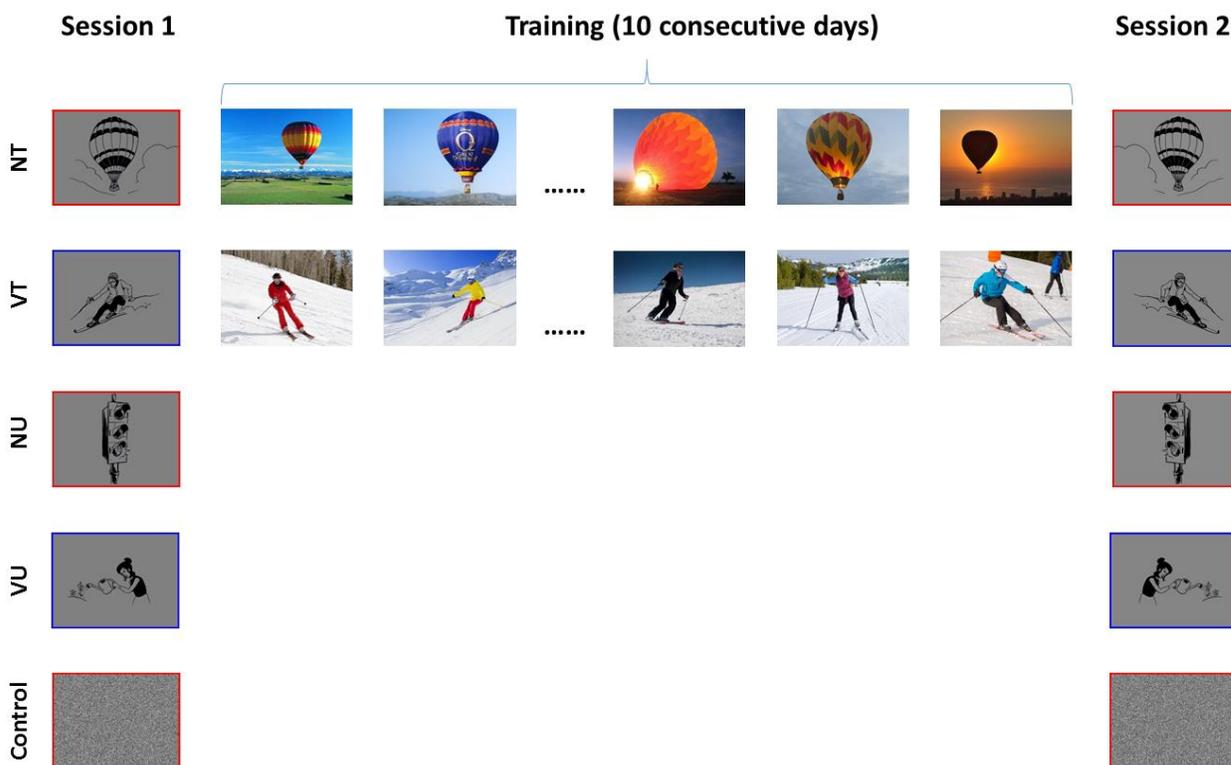 Session 1
Training (10 consecutive days)
Session 2
NT
......
VT
......
NU
VU
Control